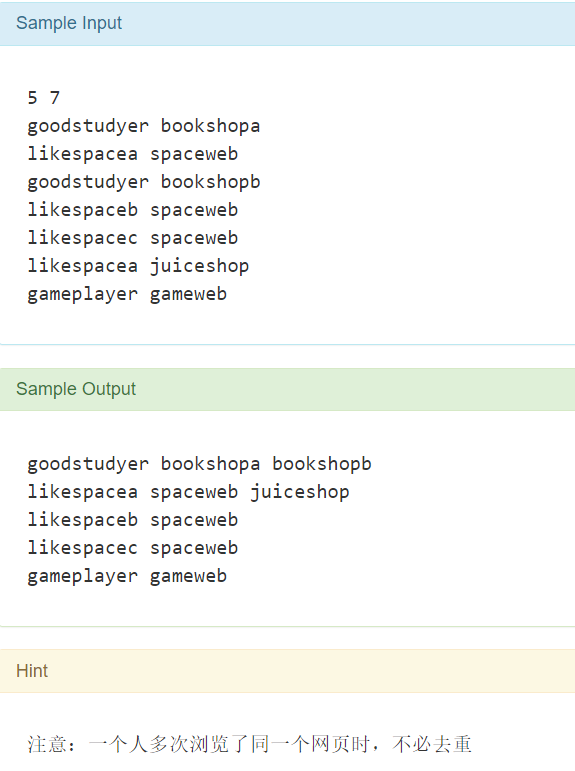 Sample Input
5 7
goodstudyer bookshopa
likespacea spaceweb
goodstudyer bookshopb
likespaceb spaceweb
likespacec spaceweb
likespacea juiceshop
gameplayer gameweb
Sample Output
goodstudyer bookshopa bookshopb
likespacea spaceweb juiceshop
likespaceb spaceweb
likespacec spaceweb
gameplayer gameweb
Hint
注意：一个人多次浏览了同一个网页时，不必去重